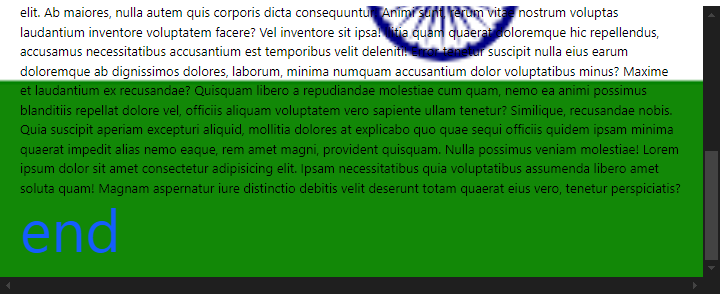 elit. Ab maiores, nulla autem quis corporis dicta consequuntur. Animi sunt, rerum vitae nostrum voluptas
laudantium inventore voluptatem facere? Vel inventore sit ipsa! Officia quam quaerat doloremque hic repellendus,
accusamus necessitatibus accusantium est temporibus velit deleniti. Error tenetur suscipit nulla eius earum
doloremque ab dignissimos dolores, laborum, minima numquam accusantium dolor voluptatibus minus? Maxime
et laudantium ex recusandae? Quisquam libero a repudiandae molestiae cum quam, nemo ea animi possimus
blanditiis repellat dolore vel, officiis aliquam voluptatem vero sapiente ullam tenetur? Similique, recusandae nobis.
Quia suscipit aperiam excepturi aliquid, mollitia dolores at explicabo quo quae sequi officiis quidem ipsam minima
quaerat impedit alias nemo eaque, rem amet magni, provident quisquam. Nulla possimus veniam molestiae! Lorem
ipsum dolor sit amet consectetur adipisicing elit. Ipsam necessitatibus quia voluptatibus assumenda libero amet
soluta quam! Magnam aspernatur iure distinctio debitis velit deserunt totam quaerat eius vero, tenetur perspiciatis?
end